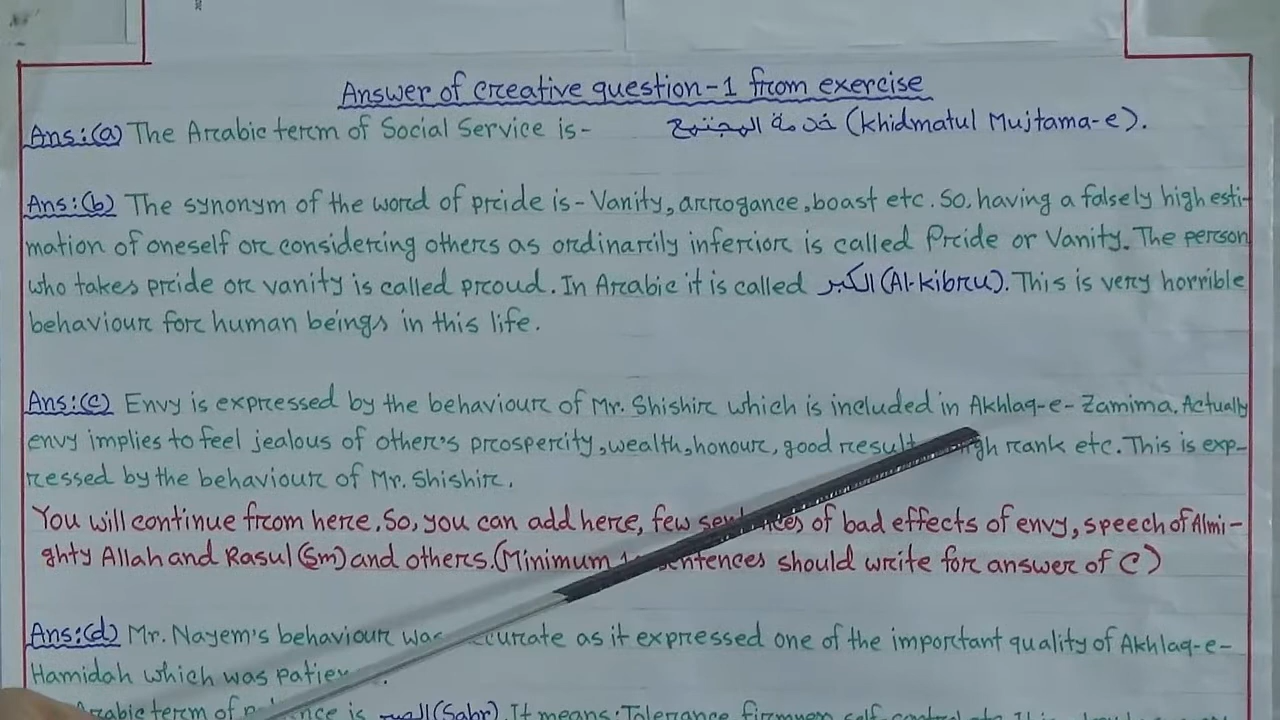 Answer of creative question-1 from exercise
Ans:(a) The Arabic term of Social Service is- خدمة المجتمع (Khidmatul Mujtama-e).
Ans:(b) The synonym of the word of pride is- Vanity, arrogance, boast etc. So, having a falsely high esti-
mation of oneself or considering others as ordinarily inferior is called Pride or Vanity. The person
who takes pride or vanity is called proud. In Arabic it is called الكبر (Al-kibru). This is very horrible
behaviour for human beings in this life.
Ans:(c) Envy is expressed by the behaviour of Mr. Shishir which is included in Akhlaq-e-Zamima. Actually
envy implies to feel jealous of other's prosperity, wealth, honour, good result rank etc. This is exp-
ressed by the behaviour of Mr. Shishir.
You will continue from here. So, you can add here, few sentences of bad effects of envy, speech of Almi-
ghty Allah and Rasul (Sm) and others. (Minimum sentences should write for answer of C)
Ans:(d) Mr. Nayem's behaviour was as it expressed one of the important quality of Akhlaq-e-
Hamidah which was
Arabic term of is (Sabr). It means: Tolerance